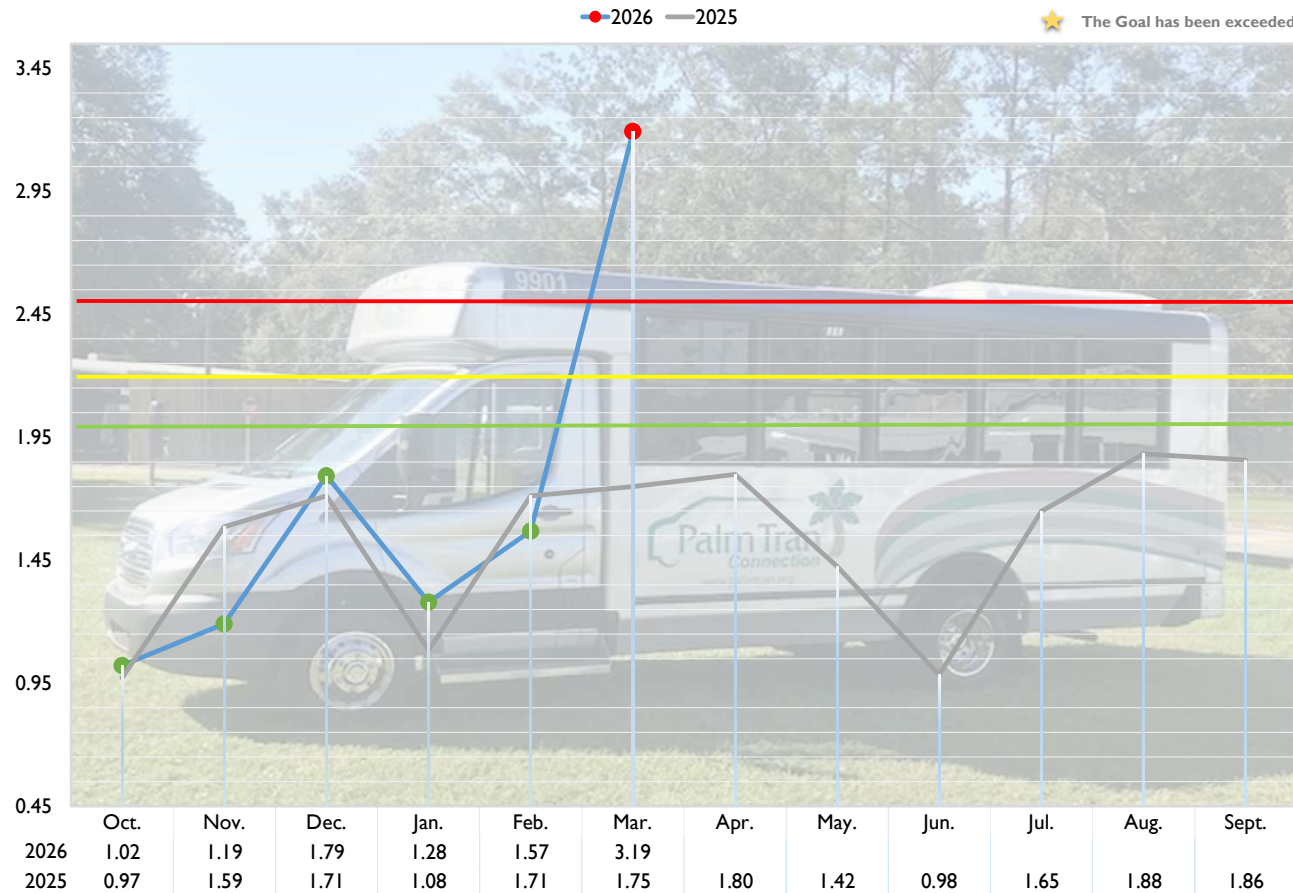 2026 2025
The Goal has been exceeded
3.45
2.95
2.45
1.95
1.45
0.95
0.45
9901
PalmTran
Connection
Oct. Nov. Dec. Jan. Feb. Mar. Apr. May. Jun. Jul. Aug. Sept.
2026 1.02 1.19 1.79 1.28 1.57 3.19
2025 0.97 1.59 1.71 1.08 1.71 1.75 1.80 1.42 0.98 1.65 1.88 1.86